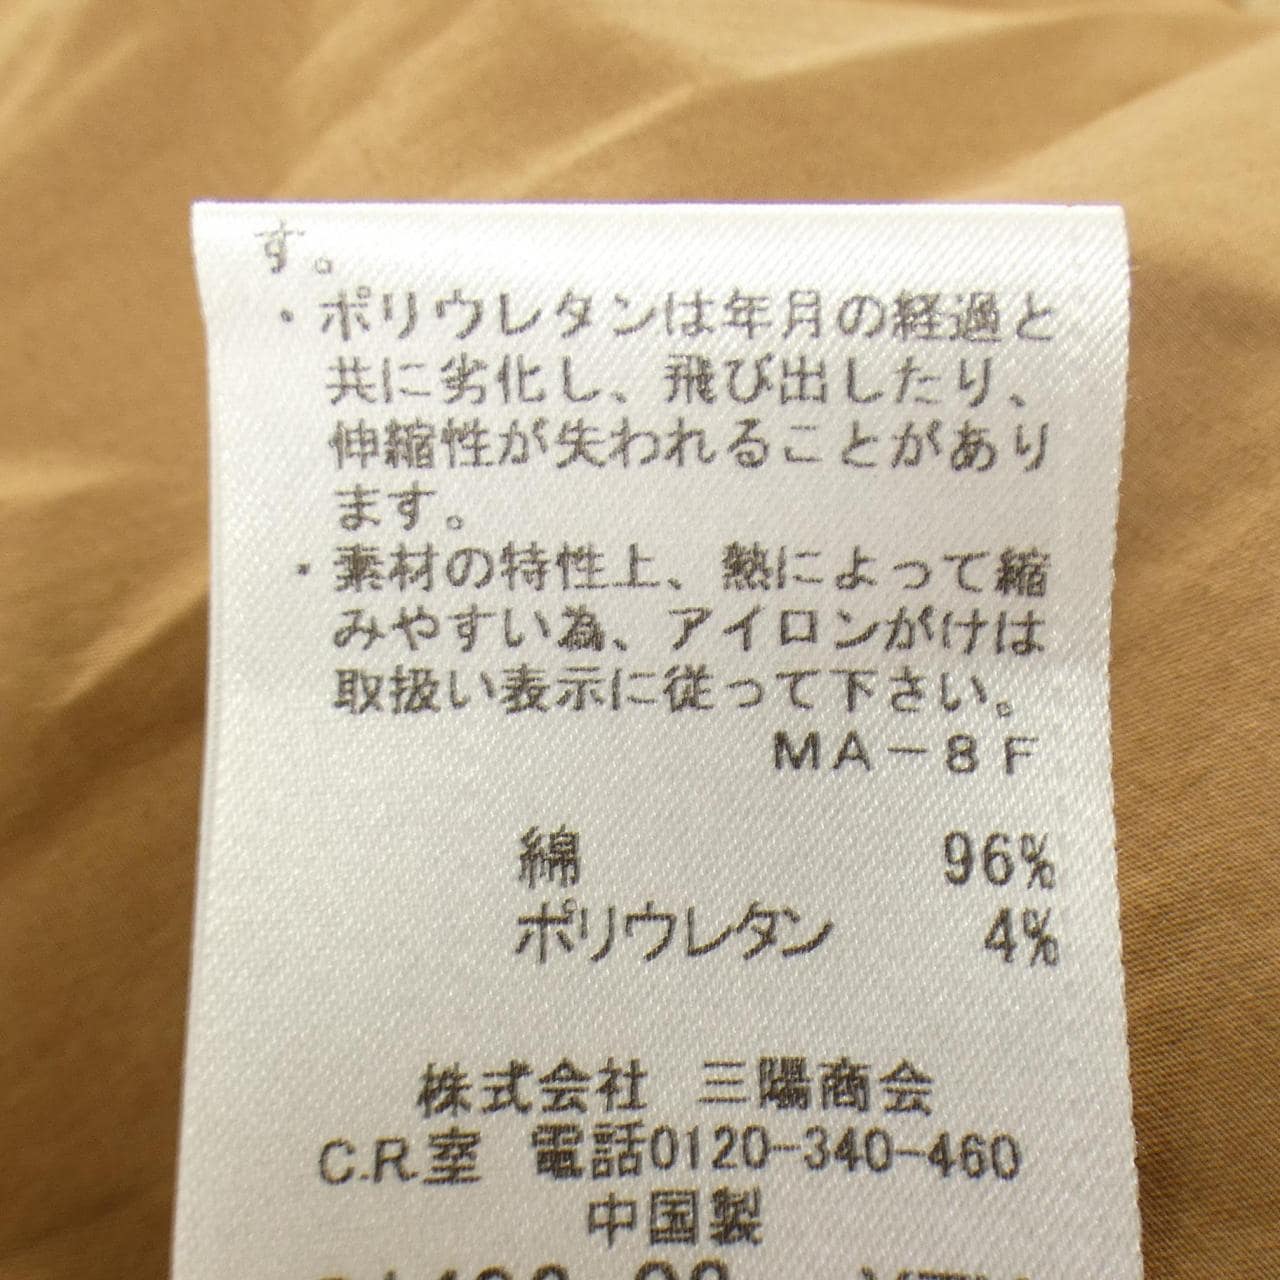 す。
・ポリウレタンは年月の経過と
共に劣化し、飛び出したり、
伸縮性が失われることがあり
ます。
・素材の特性上、熱によって縮
みやすい為、アイロンがけは
取扱い表示に従って下さい。
MA-8F
綿 96%
ポリウレタン 4%
株式会社 三陽商会
C.R.室 電話0120-340-460
中国製